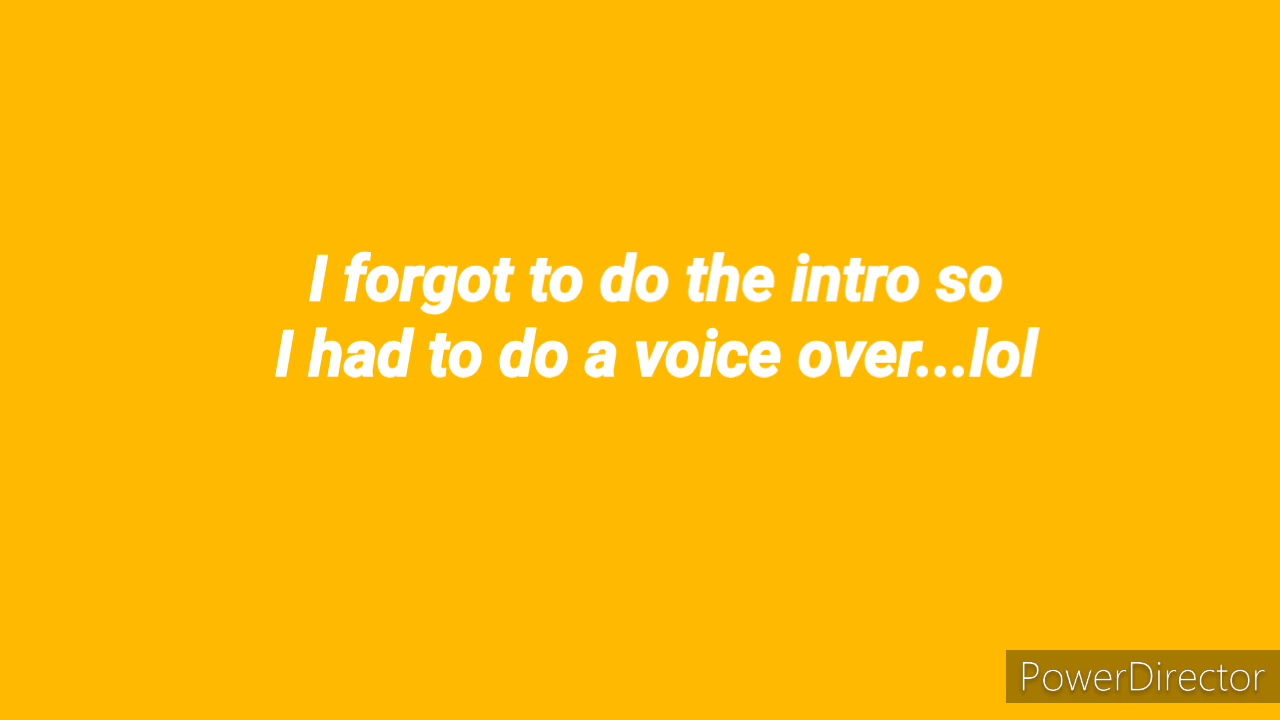 I forgot to do the intro so
I had to do a voice over...lol
PowerDirector